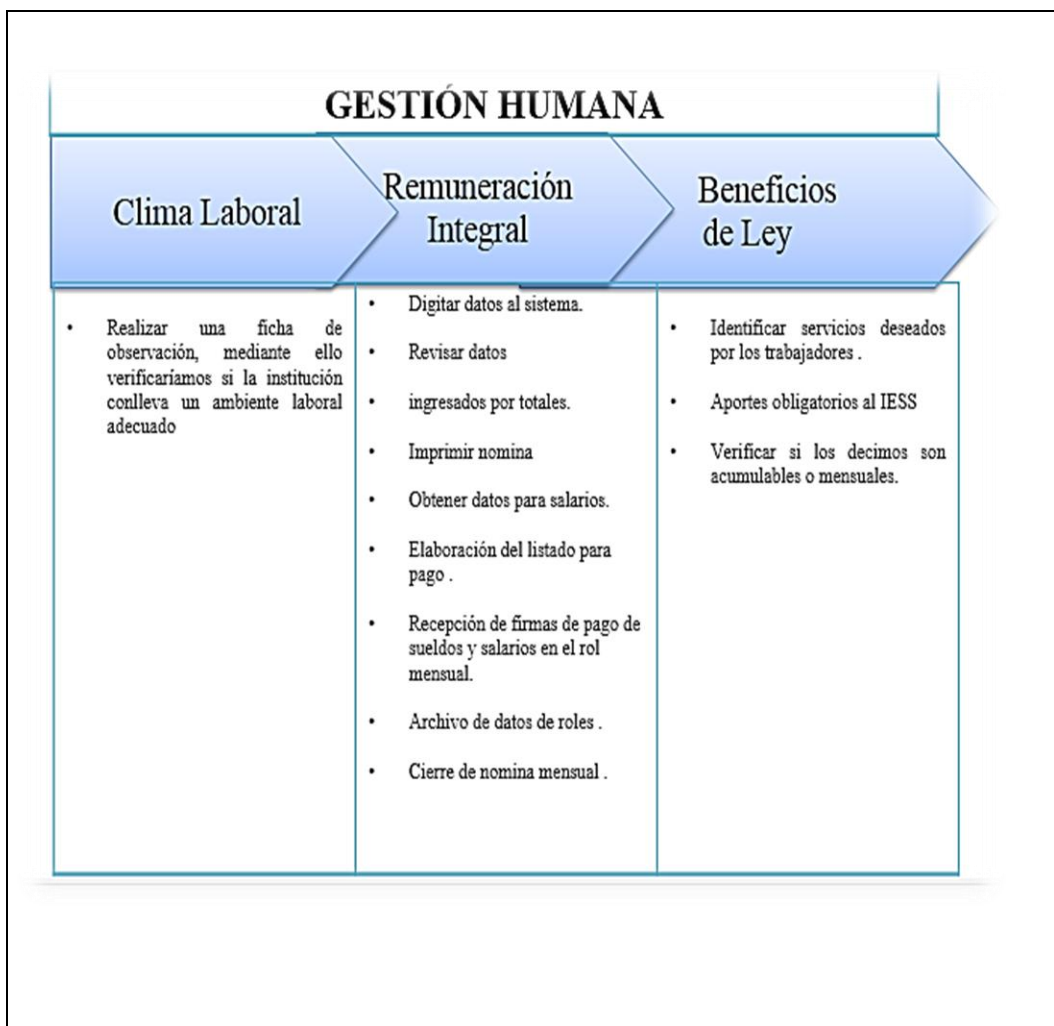 GESTIÓN HUMANA
Clima Laboral
Remuneración
Integral
Beneficios
de Ley
• Realizar una ficha de
observación, mediante ello
verificaríamos si la institución
conlleva un ambiente laboral
adecuado
• Digitar datos al sistema.
• Revisar datos
• ingresados por totales.
• Imprimir nomina
• Obtener datos para salarios.
• Elaboración del listado para
pago .
• Recepción de firmas de pago de
sueldos y salarios en el rol
mensual.
• Archivo de datos de roles .
• Cierre de nomina mensual .
• Identificar servicios deseados
por los trabajadores .
• Aportes obligatorios al IESS
• Verificar si los decimos son
acumulables o mensuales.